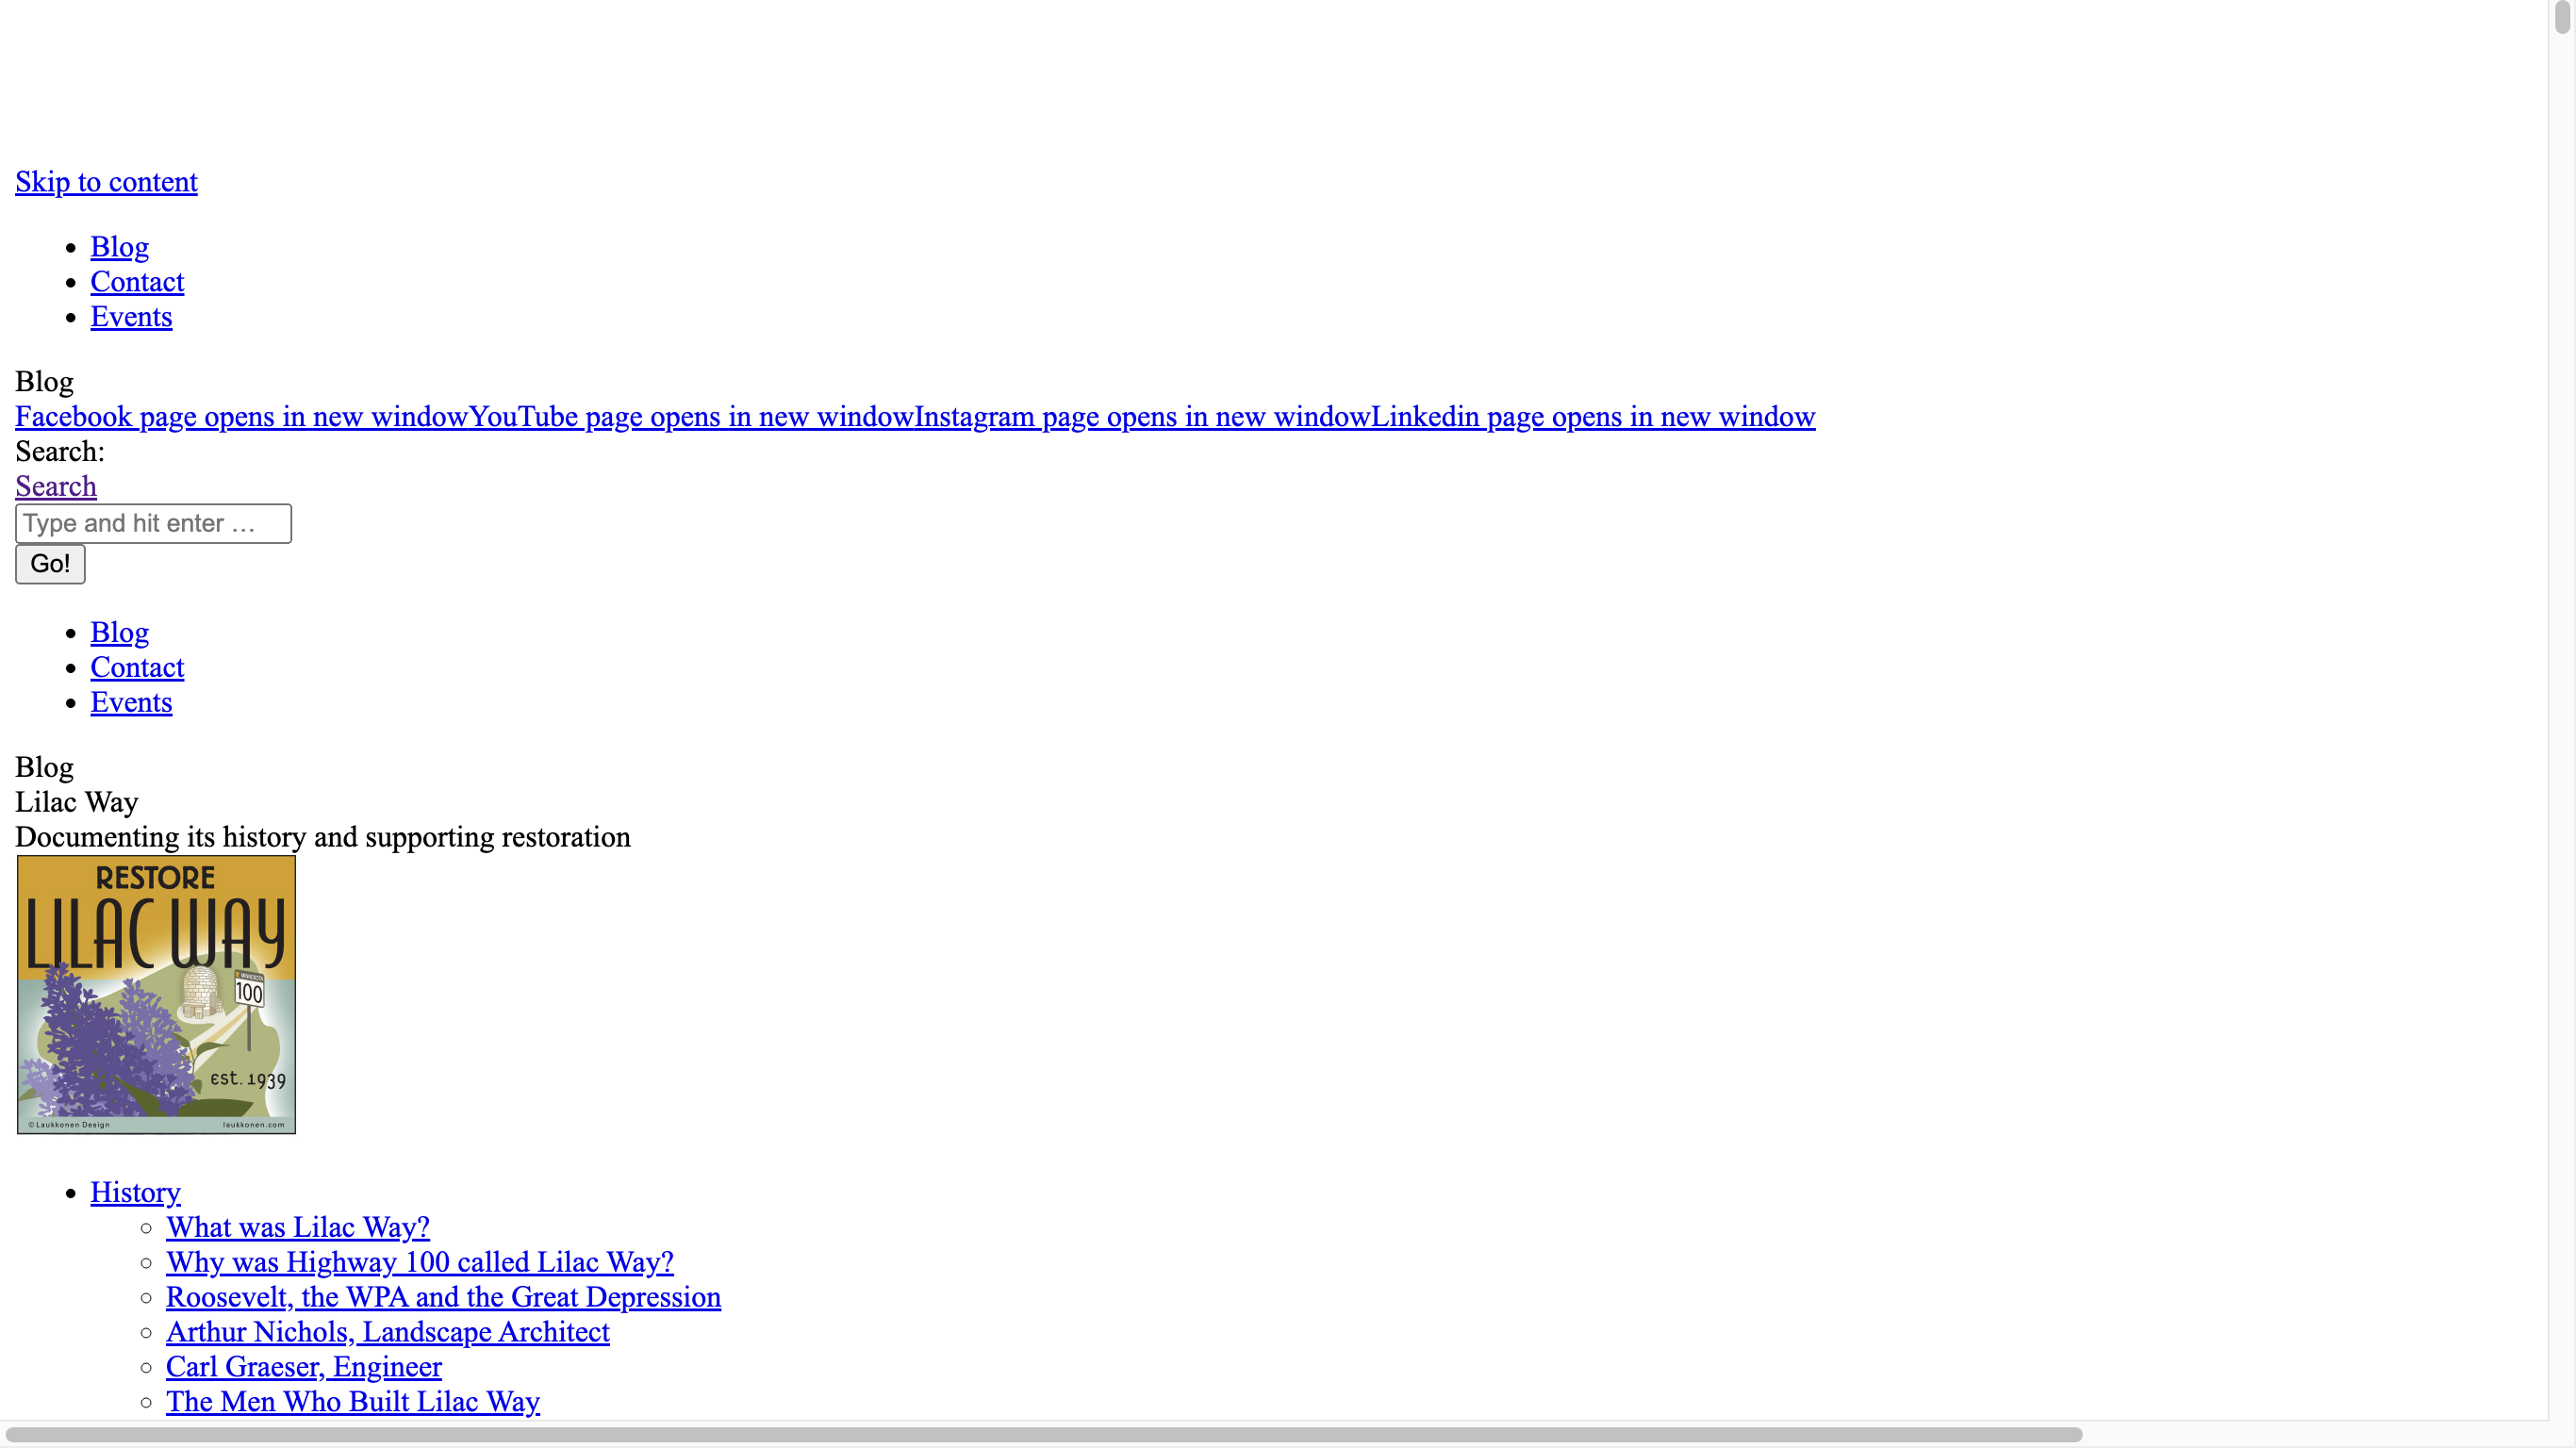 Skip to content
Blog
Contact
Events
Blog
Facebook page opens in new windowYouTube page opens in new windowInstagram page opens in new windowLinkedin page opens in new window
Search:
Search
Type and hit enter …
Go!
Blog
Contact
Events
Blog
Lilac Way
Documenting its history and supporting restoration
RESTORE
LILAC WAY
MINNESOTA
100
est. 1939
©Laukkonen Design laukkonen.com
History
What was Lilac Way?
Why was Highway 100 called Lilac Way?
Roosevelt, the WPA and the Great Depression
Arthur Nichols, Landscape Architect
Carl Graeser, Engineer
The Men Who Built Lilac Way